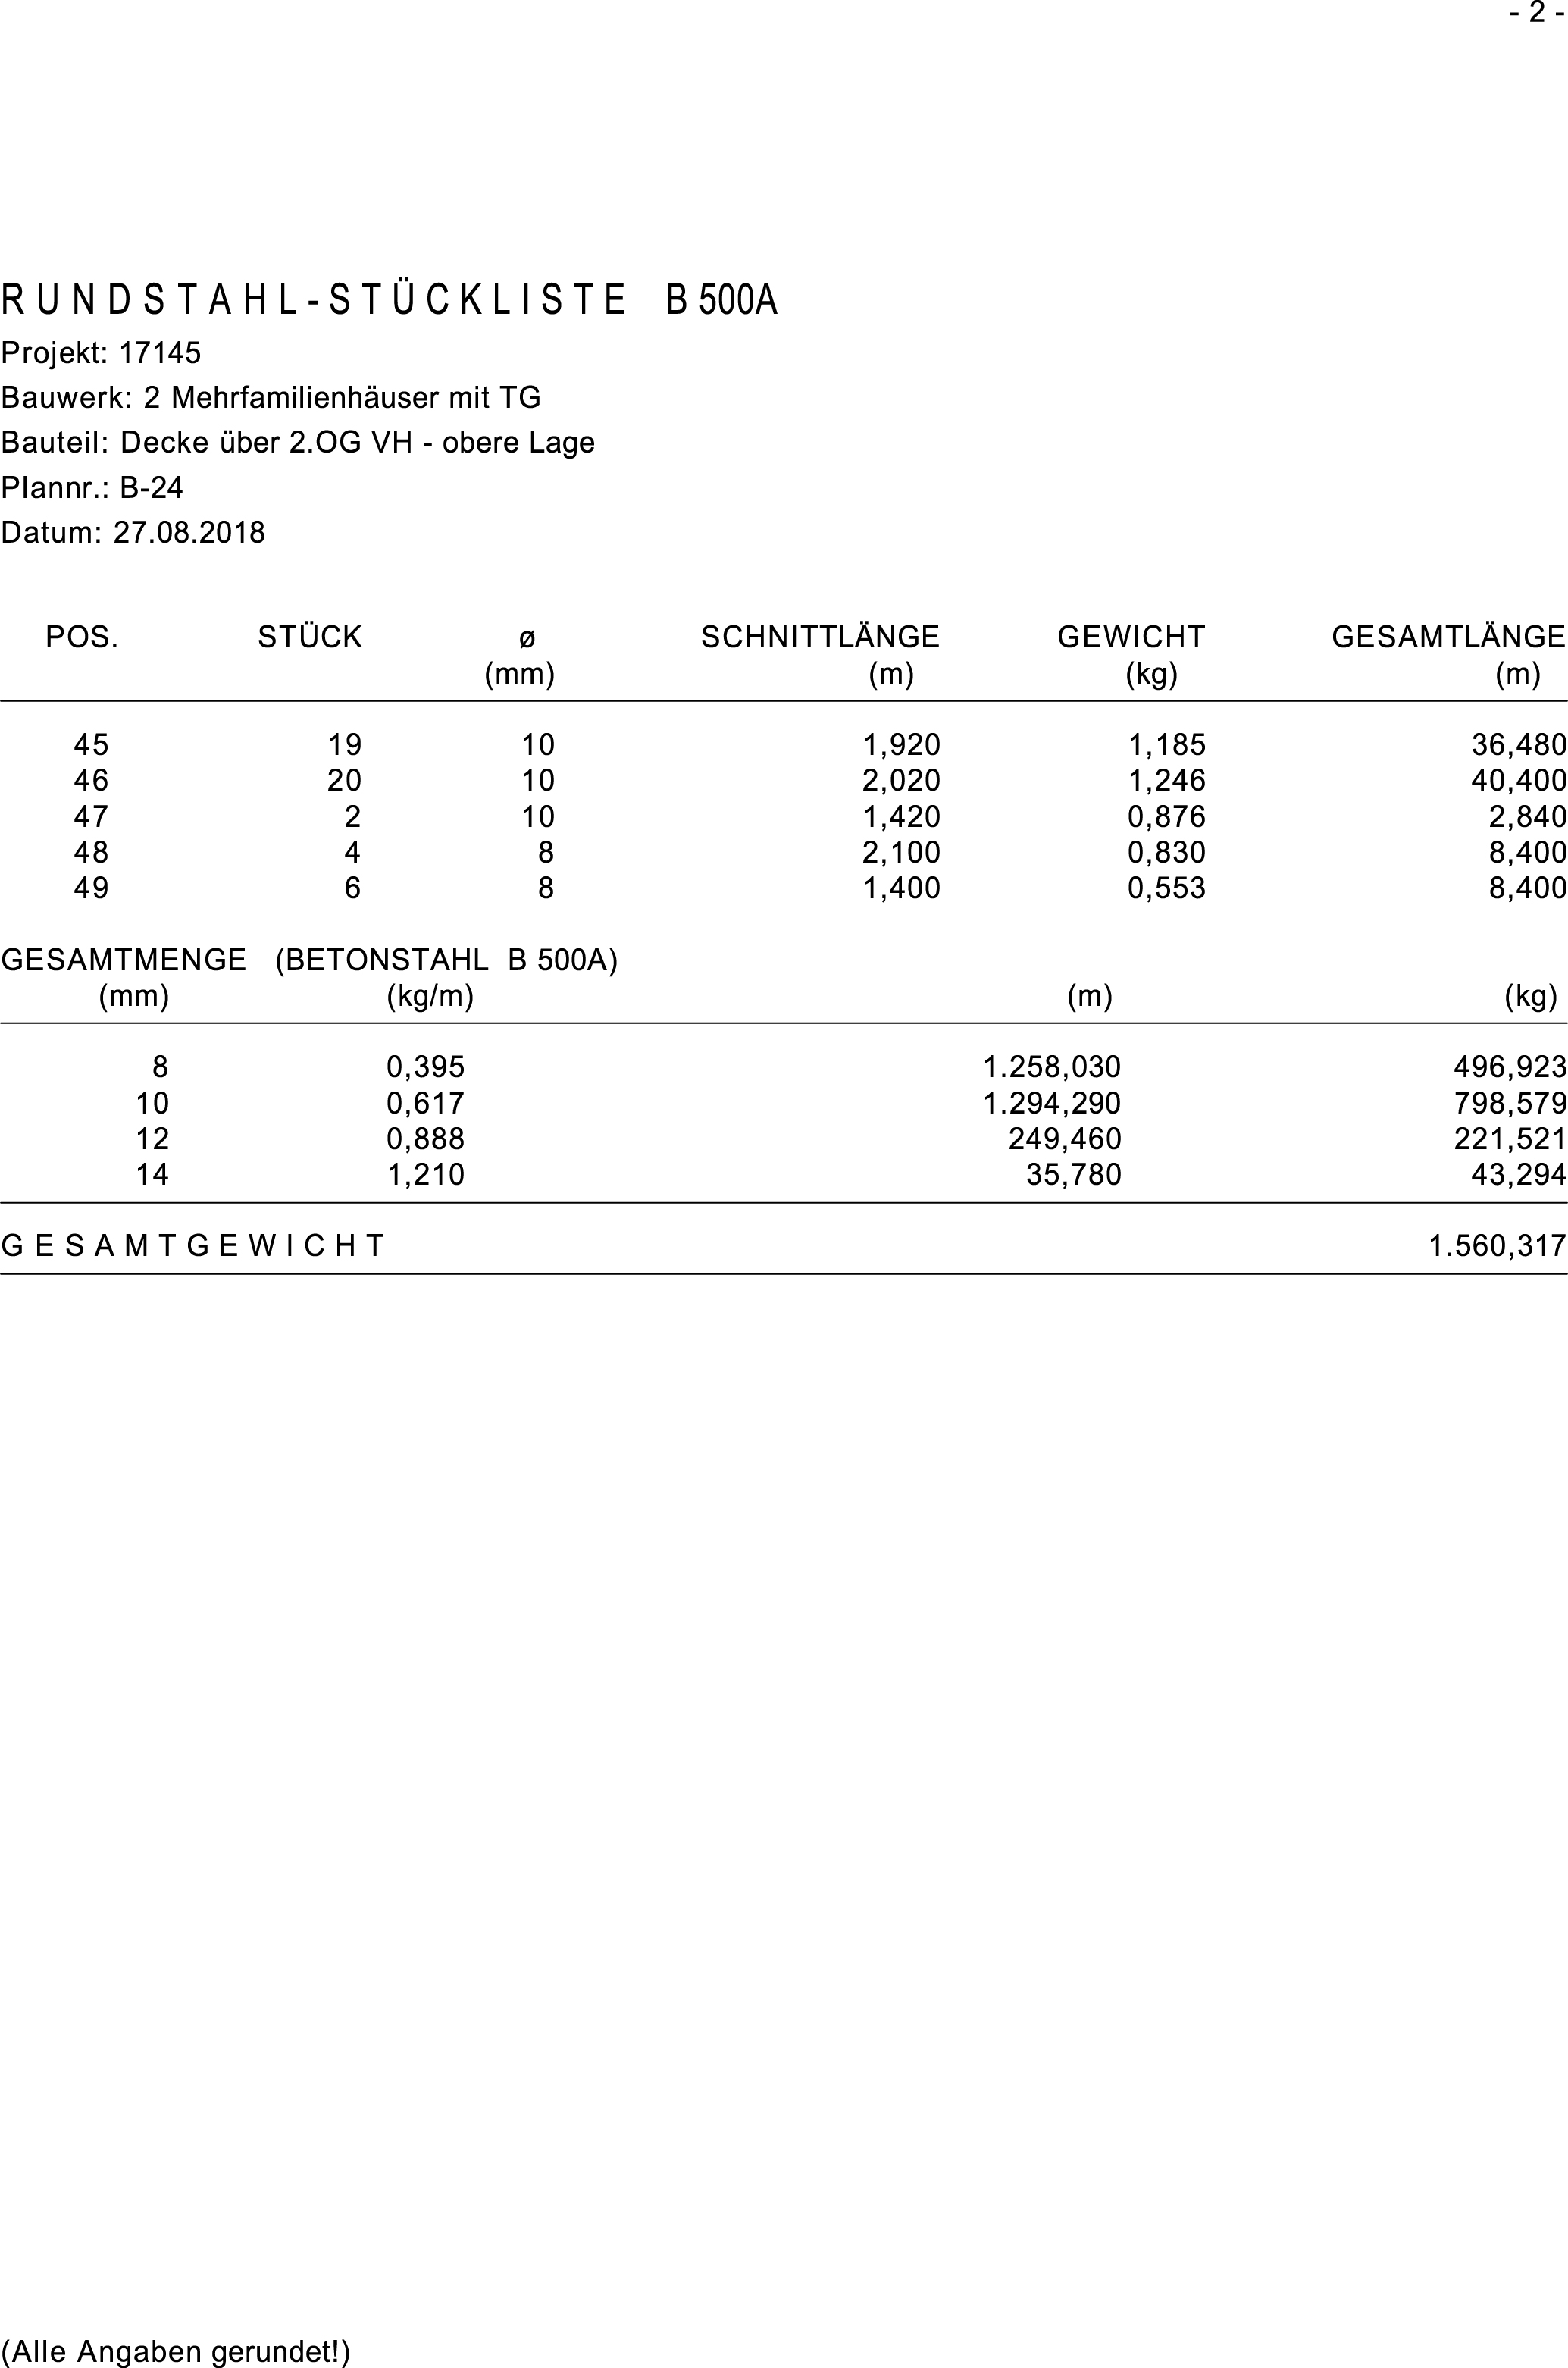 - 2 -
RUNDSTAHL-STÜCKLISTE B 500A
Projekt: 17145
Bauwerk: 2 Mehrfamilienhäuser mit TG
Bauteil: Decke über 2.OG VH - obere Lage
Plannr.: B-24
Datum: 27.08.2018
POS. STÜCK ø SCHNITTLÄNGE GEWICHT GESAMTLÄNGE
(mm) (m) (kg) (m)
45 19 10 1,920 1,185 36,480
46 20 10 2,020 1,246 40,400
47 2 10 1,420 0,876 2,840
48 4 8 2,100 0,830 8,400
49 6 8 1,400 0,553 8,400
GESAMTMENGE (BETONSTAHL B 500A)
(mm) (kg/m) (m) (kg)
8 0,395 1.258,030 496,923
10 0,617 1.294,290 798,579
12 0,888 249,460 221,521
14 1,210 35,780 43,294
GESAMTGEWICHT 1.560,317
(Alle Angaben gerundet!)